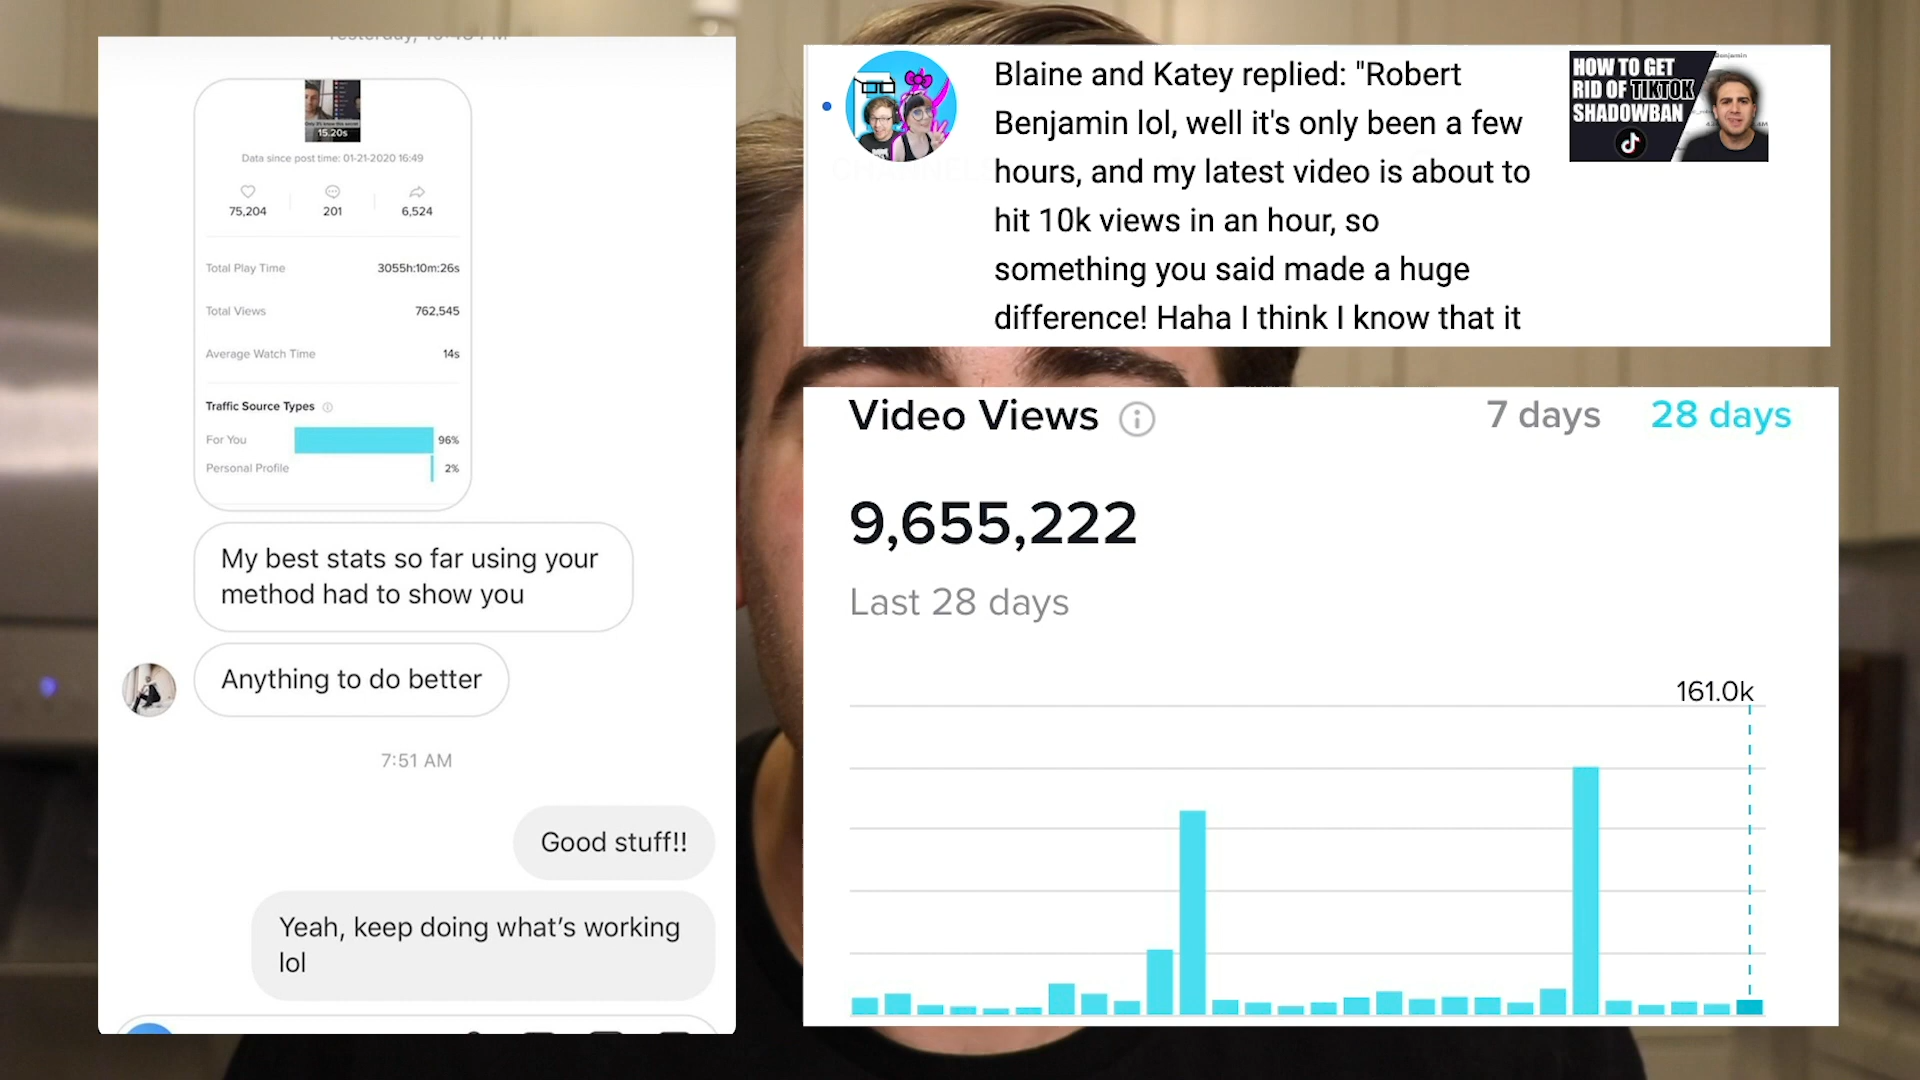 15.20s
Data since post time: 01-21-2020 16:49
75,204
201
6,524
Total Play Time
3055h:10m:26s
Total Views
762,545
Average Watch Time
14s
Traffic Source Types
For You
96%
Personal Profile
2%
My best stats so far using your
method had to show you
Anything to do better
7:51 AM
Good stuff!!
Yeah, keep doing what's working
lol
Blaine and Katey replied: "Robert
Benjamin lol, well it's only been a few
hours, and my latest video is about to
hit 10k views in an hour, so
something you said made a huge
difference! Haha I think I know that it
HOW TO GET
RID OF TIKTOK
SHADOWBAN
Video Views
7 days
28 days
9,655,222
Last 28 days
161.0k